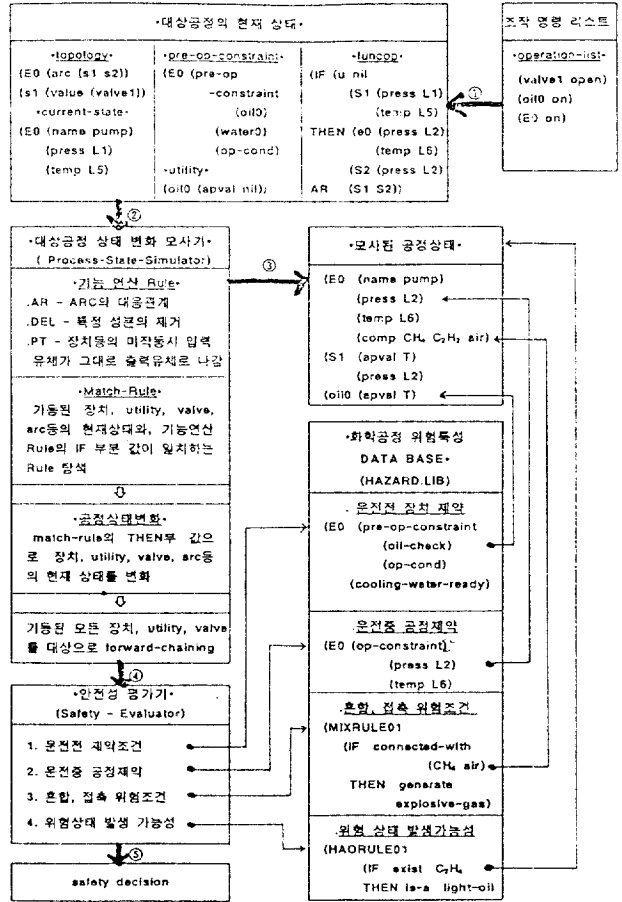 •대상공정의 현재 상태•
•topology•
(E0 (arc (s1 s2))
(s1 (value (valve1))
•current-state•
(E0 (name pump)
(press L1)
(temp L5)
•pre-op-constraint•
(E0 (pre-op
-constraint
(oil0)
(water0)
(op-cond)
•utility•
(oil0 (apval nil))
•funcop•
(IF (u nil
(S1 (press L1)
(temp L5)
THEN (e0 (press L2)
(temp L6)
(S2 (press L2)
AR (S1 S2))
조작 명령 리스트
•operation-list•
(valve1 open)
(oil0 on)
(E0 on)
①
②
•대상공정 상태 변화 모사기•
( Process-State-Simulator)
•기능 연산 Rule•
.AR - ARC의 대응관계
.DEL - 특정 성분의 제거
.PT - 장치등의 미작동시 입력
유체가 그대로 출력유체로 나감
•Match-Rule•
가동된 장치, utility, valve,
arc등의 현재상태와, 기능연산
Rule의 IF 부분 값이 일치하는
Rule 탐색
•공정상태변화•
match-rule의 THEN부 값으
로 장치, utility, valve, arc등
의 현재 상태를 변화
기동된 모든 장치, utility, valve
를 대상으로 forward-chaining
③
•모사된 공정상태•
(E0 (name pump)
(press L2)
(temp L6)
(comp CH₄ C₂H₂ air)
(S1 (apval T)
(press L2)
(oil0 (apval T)
•화학공정 위험특성
DATA BASE•
(HAZARD.LIB)
.운전전 장치 제약
(E0 (pre-op-constraint
(oil-check)
(op-cond)
(cooling-water-ready)
.운전중 공정제약
(E0 (op-constraint)
(press L2)
(temp L6)
.혼합, 접촉 위험조건
(MIXRULE01
(IF connected-with
(CH₄ air)
THEN generate
explosive-gas)
.위험 상태 발생가능성
(HAORULE01
(IF exist C₂H₄
THEN is-a light-oil
④
•안전성 평가기•
(Safety - Evaluator)
1. 운전전 제약조건
2. 운전중 공정제약
3. 혼합, 접촉 위험조건
4. 위험상태 발생 가능성
⑤
safety decision